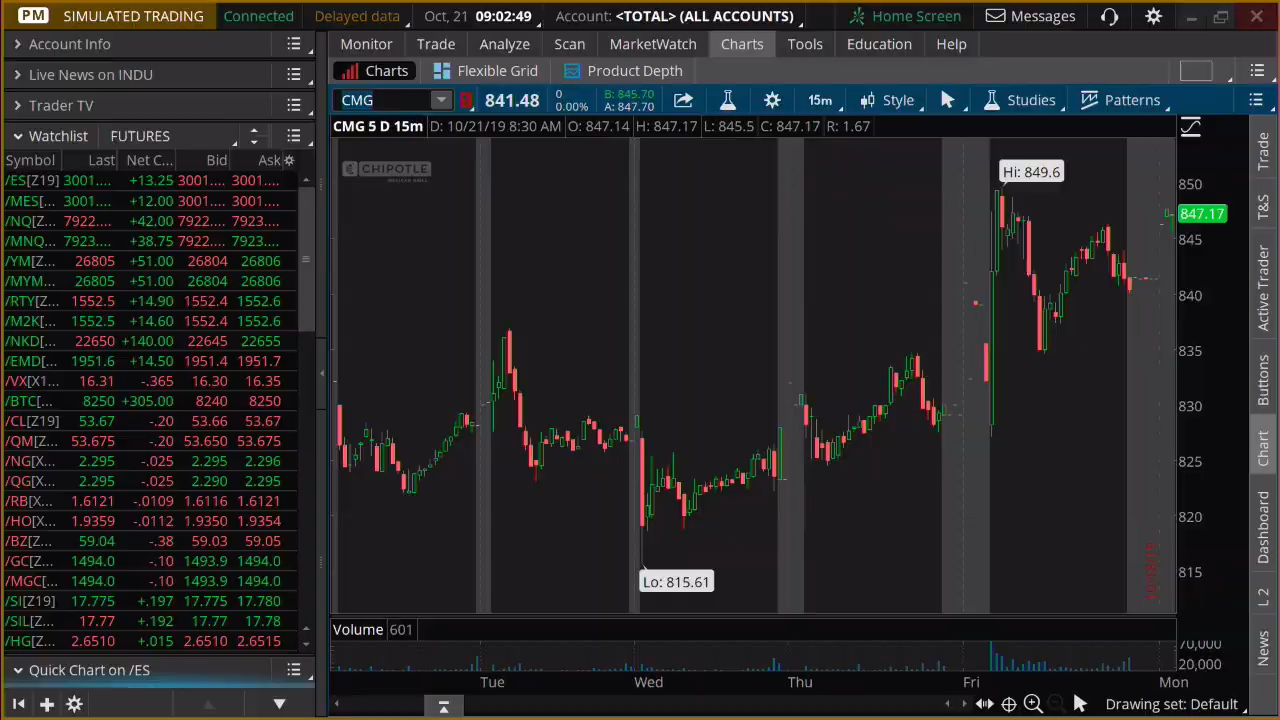 PM SIMULATED TRADING Connected Delayed data Oct, 21 09:02:49 Account: <TOTAL> (ALL ACCOUNTS) Home Screen Messages
Account Info
Live News on INDU
Trader TV
Watchlist FUTURES
Symbol Last Net C... Bid Ask
/ES[Z19] 3001.... +13.25 3001.... 3001....
/MES[... 3001.... +12.00 3001.... 3001....
/NQ[Z... 7922.... +42.00 7922.... 7923....
/MNQ... 7923.... +38.75 7922.... 7923....
/YM[Z... 26805 +51.00 26804 26806
/MYM... 26805 +51.00 26804 26806
/RTY[Z... 1552.5 +14.90 1552.4 1552.6
/M2K... 1552.5 +14.60 1552.4 1552.6
/NKD[... 22650 +140.00 22645 22655
/EMD[... 1951.6 +14.50 1951.4 1951.7
/VX[X1... 16.31 -.365 16.30 16.35
/BTC[... 8250 +305.00 8240 8250
/CL[Z19] 53.67 -.20 53.66 53.67
/QM[... 53.675 -.20 53.650 53.675
/NG[X... 2.295 -.025 2.295 2.296
/QG[X... 2.295 -.025 2.290 2.295
/RB[X... 1.6121 -.0109 1.6116 1.6121
/HO[X... 1.9359 -.0112 1.9350 1.9354
/BZ[Z... 59.04 -.38 59.03 59.05
/GC[Z... 1494.0 -.10 1493.9 1494.0
/MGC[... 1494.0 -.10 1493.9 1494.0
/SI[Z19] 17.775 +.197 17.775 17.780
/SIL[Z... 17.77 +.192 17.77 17.78
/HG[Z... 2.6510 +.015 2.6510 2.6515
Quick Chart on /ES
Monitor Trade Analyze Scan MarketWatch Charts Tools Education Help
Charts Flexible Grid Product Depth
CMG 841.48 0 B: 845.70
0.00% A: 847.70 15m Style Studies Patterns
CMG 5 D 15m D: 10/21/19 8:30 AM O: 847.14 H: 847.17 L: 845.5 C: 847.17 R: 1.67
CHIPOTLE
Hi: 849.6
850
847.17
845
840
835
830
825
820
815
Lo: 815.61
Volume 601
70,000
20,000
Tue Wed Thu Fri Mon
Drawing set: Default
Trade
T&S
Active Trader
Buttons
Chart
Dashboard
L 2
News